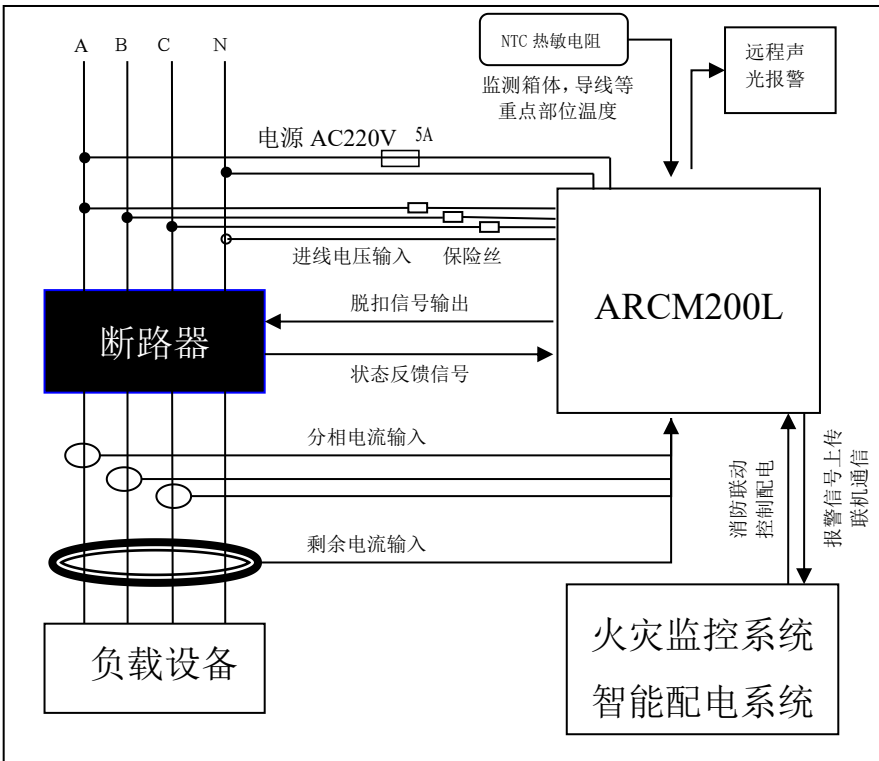 A B C N
NTC 热敏电阻
远程声
光报警
监测箱体，导线等
重点部位温度
电源 AC220V 5A
进线电压输入 保险丝
ARCM200L
脱扣信号输出
断路器
状态反馈信号
分相电流输入
消防联动
控制配电
报警信号上传
联机通信
剩余电流输入
负载设备
火灾监控系统
智能配电系统